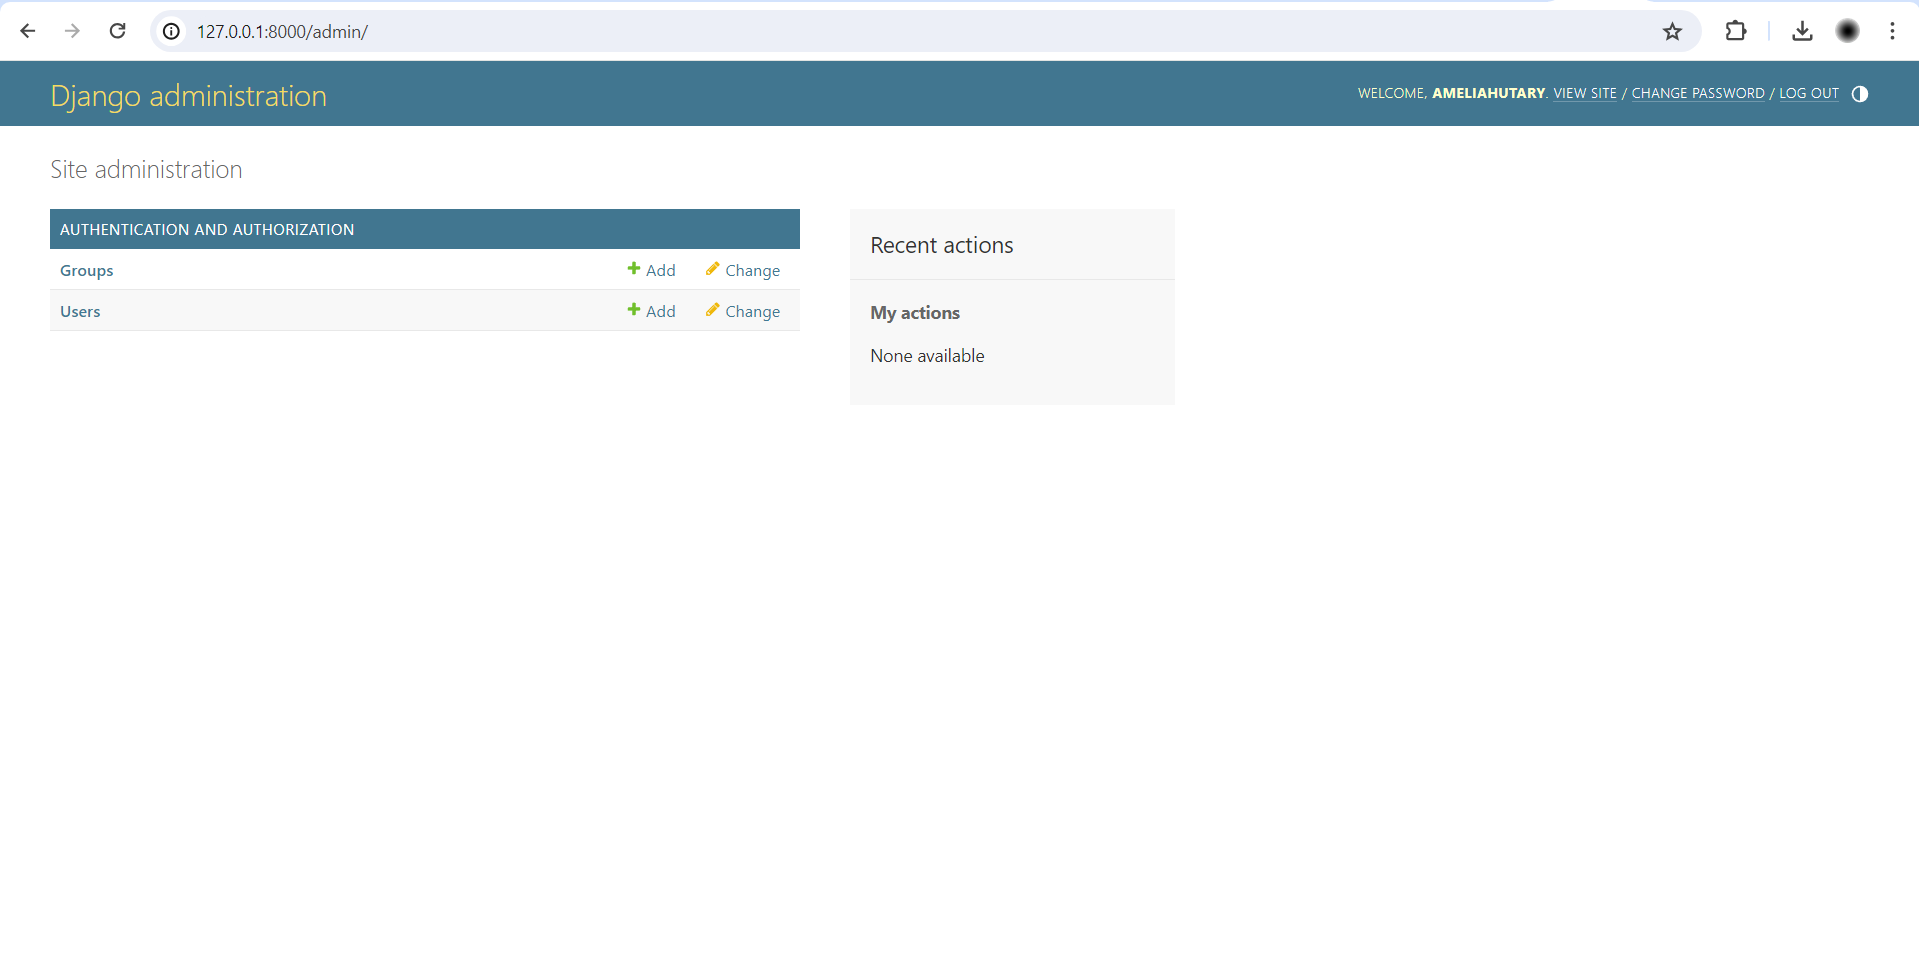 127.0.0.1:8000/admin/
Django administration
WELCOME, AMELIAHUTARY. VIEW SITE / CHANGE PASSWORD / LOG OUT
Site administration
AUTHENTICATION AND AUTHORIZATION
Groups Add Change
Users Add Change
Recent actions
My actions
None available